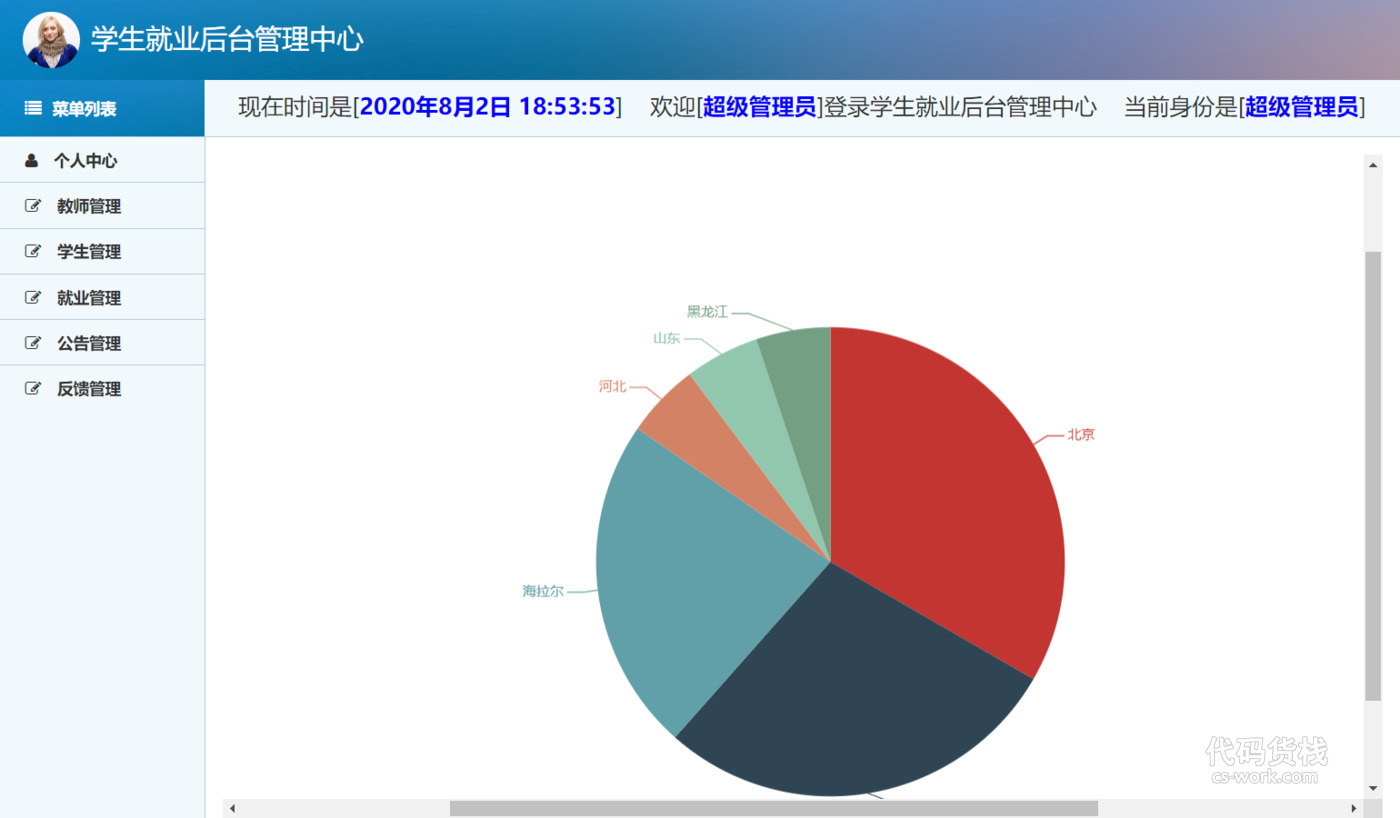 学生就业后台管理中心
菜单列表
现在时间是[2020年8月2日 18:53:53] 欢迎[超级管理员]登录学生就业后台管理中心 当前身份是[超级管理员]
个人中心
教师管理
学生管理
就业管理
公告管理
反馈管理
黑龙江
山东
河北
北京
海拉尔
代码货栈
cs-work.com